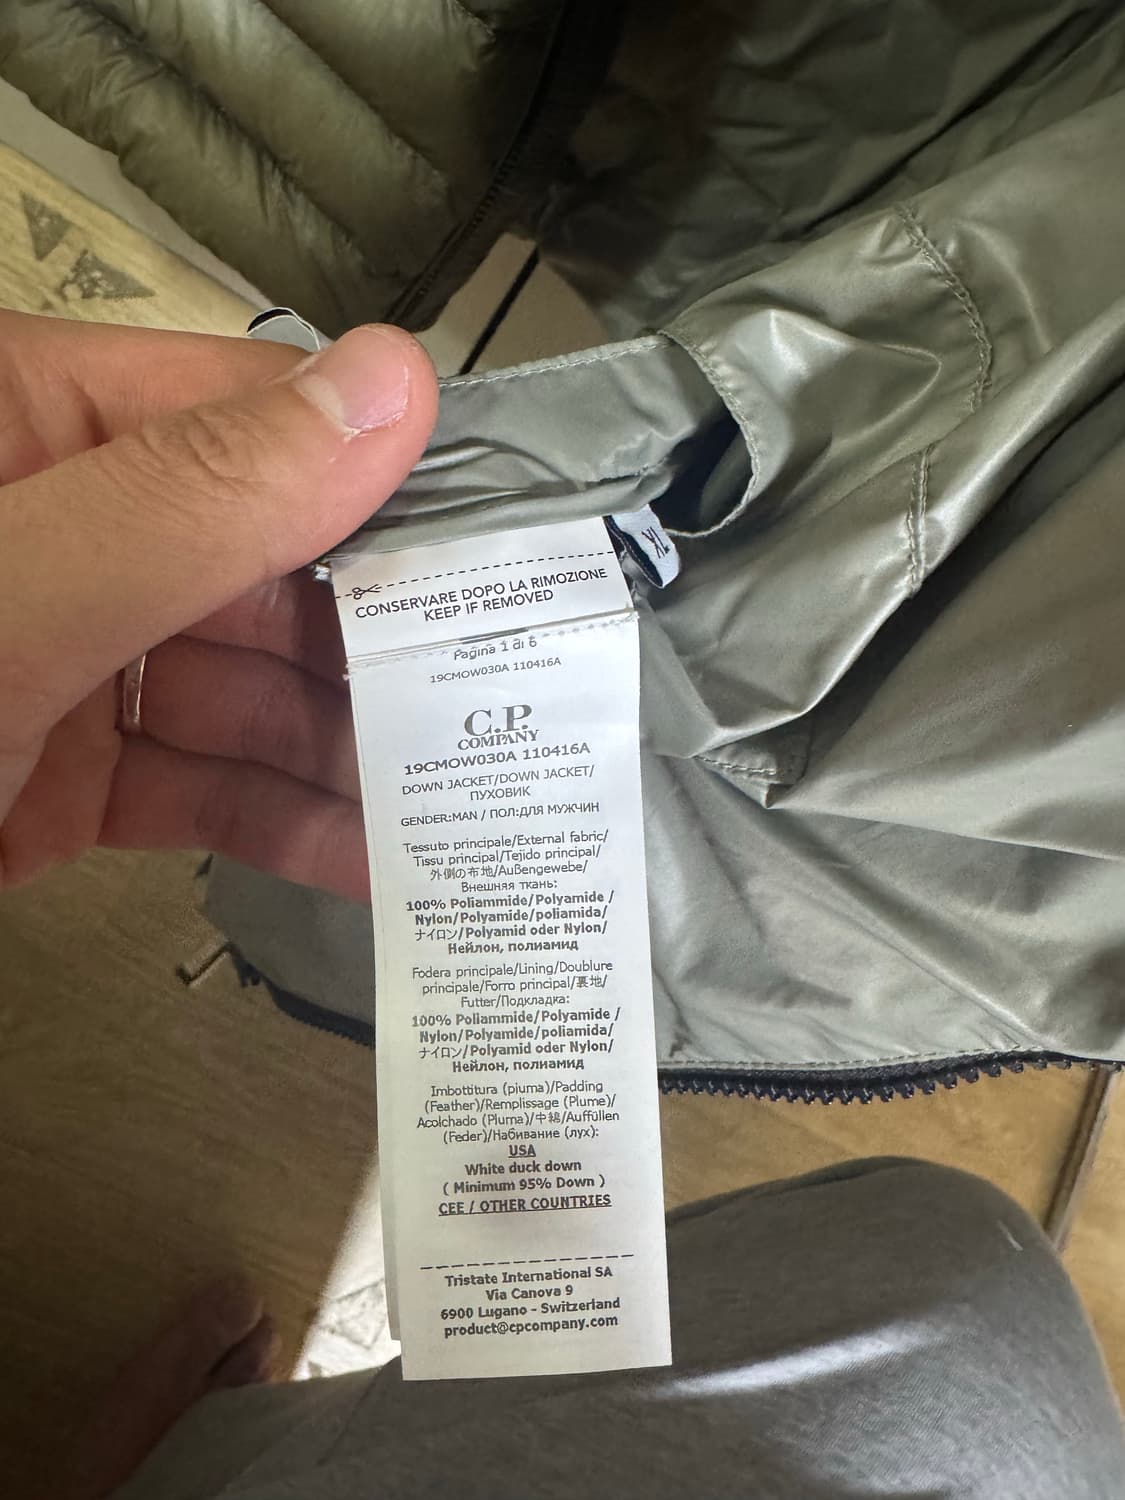 CONSERVARE DOPO LA RIMOZIONE
KEEP IF REMOVED
Pagina 1 di 6
19CMOW030A 110416A
C.P.
COMPANY
19CMOW030A 110416A
DOWN JACKET/DOWN JACKET/
ПУХОВИК
GENDER:MAN / ПОЛ:ДЛЯ МУЖЧИН
Tessuto principale/External fabric/
Tissu principal/Tejido principal/
外側の布地/Außengewebe/
Внешняя ткань:
100% Poliammide/Polyamide /
Nylon/Polyamide/poliamida/
ナイロン/Polyamid oder Nylon/
Нейлон, полиамид
Fodera principale/Lining/Doublure
principale/Forro principal/裏地/
Futter/Подкладка:
100% Poliammide/Polyamide /
Nylon/Polyamide/poliamida/
ナイロン/Polyamid oder Nylon/
Нейлон, полиамид
Imbottitura (piuma)/Padding
(Feather)/Remplissage (Plume)/
Acolchado (Pluma)/中綿/Auffüllen
(Feder)/Набивание (лух):
USA
White duck down
( Minimum 95% Down )
CEE / OTHER COUNTRIES
Tristate International SA
Via Canova 9
6900 Lugano - Switzerland
product@cpcompany.com